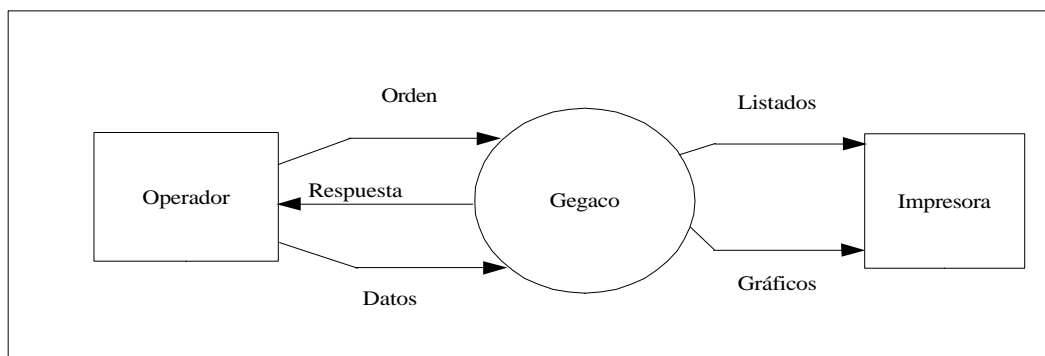 Orden
Listados
Operador
Respuesta
Gegaco
Impresora
Datos
Gráficos